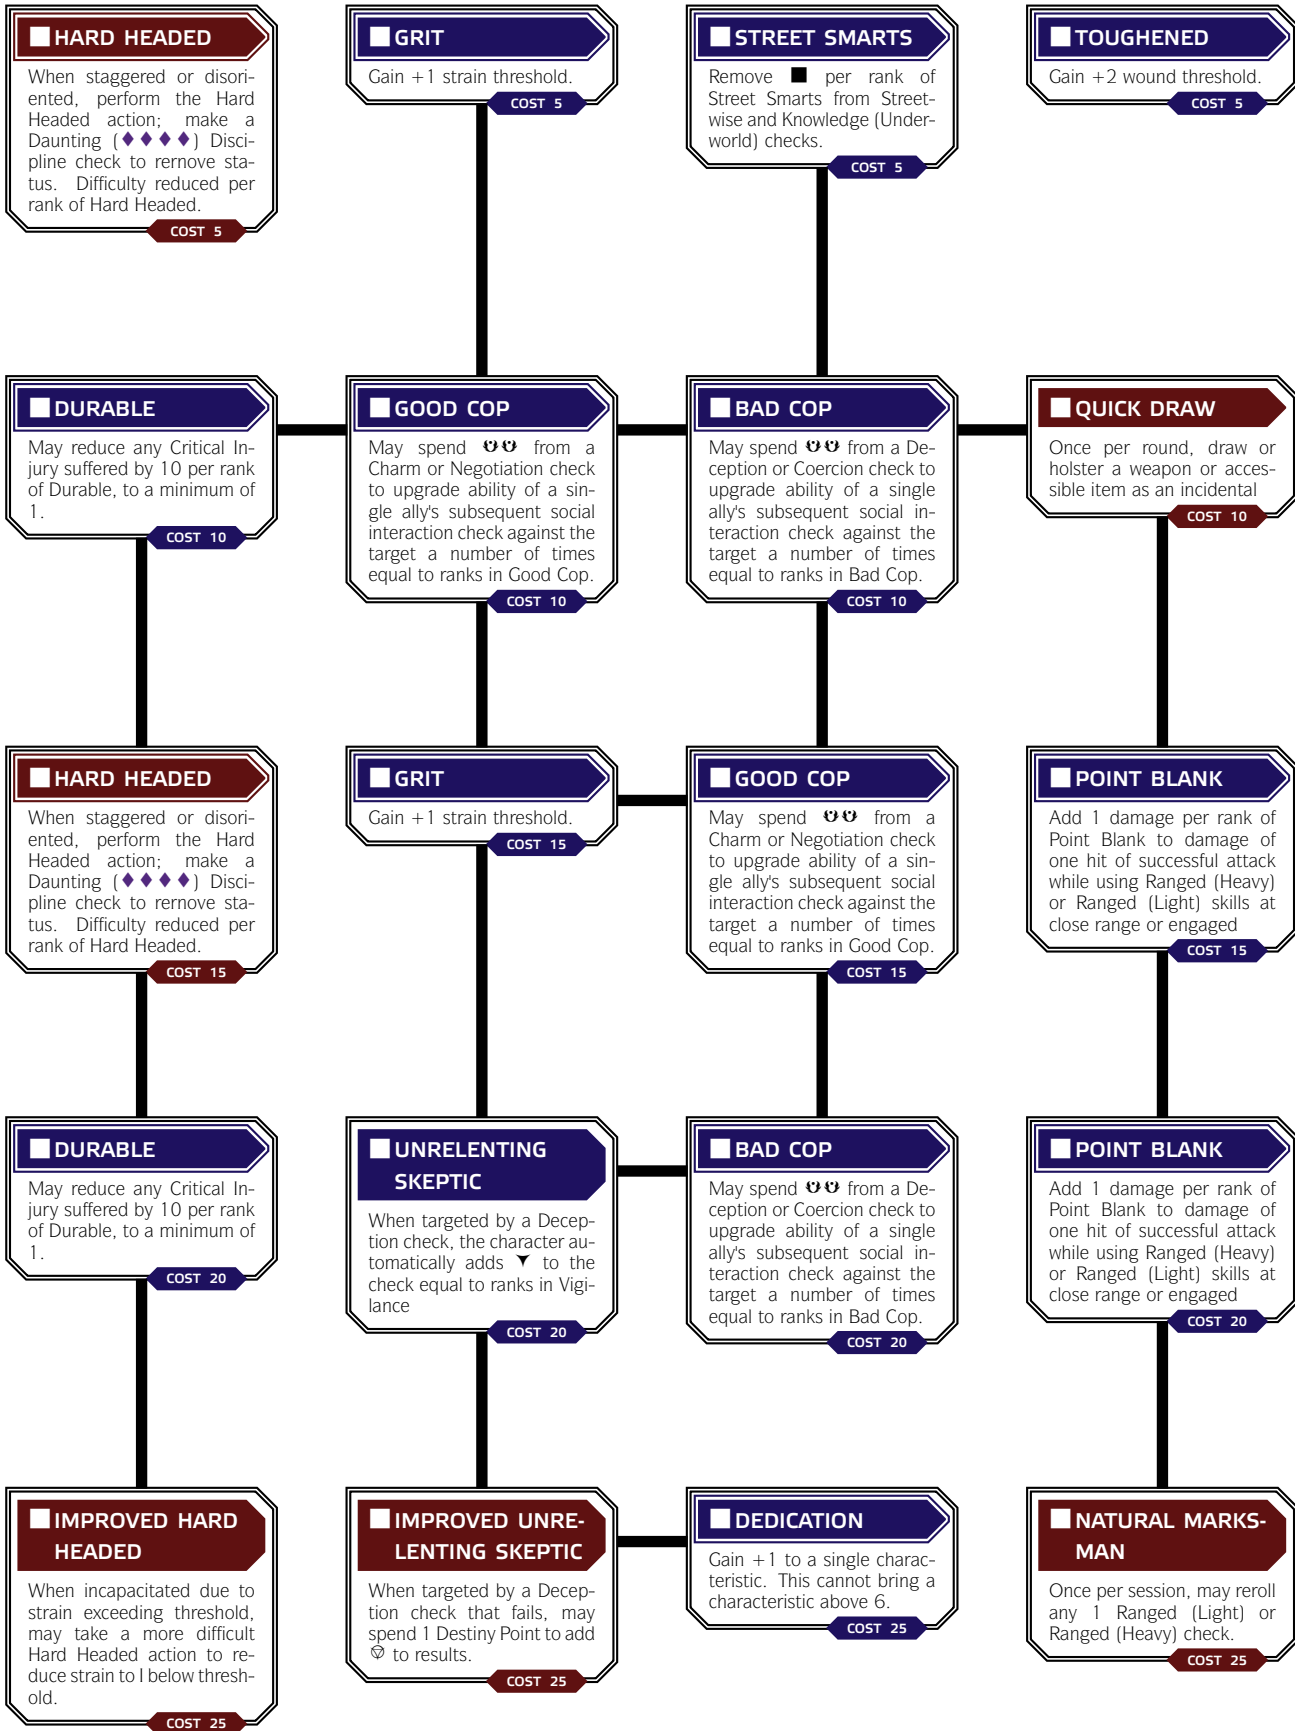 HARD HEADED
When staggered or disori-
ented, perform the Hard
Headed action; make a
Daunting (♦♦♦♦) Disci-
pline check to rernove sta-
tus. Difficulty reduced per
rank of Hard Headed.
COST 5
GRIT
Gain +1 strain threshold.
COST 5
STREET SMARTS
Remove ■ per rank of
Street Smarts from Street-
wise and Knowledge (Under-
world) checks.
COST 5
TOUGHENED
Gain +2 wound threshold.
COST 5
DURABLE
May reduce any Critical In-
jury suffered by 10 per rank
of Durable, to a minimum of
1.
COST 10
GOOD COP
May spend from a
Charm or Negotiation check
to upgrade ability of a sin-
gle ally's subsequent social
interaction check against the
target a number of times
equal to ranks in Good Cop.
COST 10
BAD COP
May spend from a De-
ception or Coercion check to
upgrade ability of a single
ally's subsequent social in-
teraction check against the
target a number of times
equal to ranks in Bad Cop.
COST 10
QUICK DRAW
Once per round, draw or
holster a weapon or acces-
sible item as an incidental
COST 10
HARD HEADED
When staggered or disori-
ented, perform the Hard
Headed action; make a
Daunting (♦♦♦♦) Disci-
pline check to rernove sta-
tus. Difficulty reduced per
rank of Hard Headed.
COST 15
GRIT
Gain +1 strain threshold.
COST 15
GOOD COP
May spend from a
Charm or Negotiation check
to upgrade ability of a sin-
gle ally's subsequent social
interaction check against the
target a number of times
equal to ranks in Good Cop.
COST 15
POINT BLANK
Add 1 damage per rank of
Point Blank to damage of
one hit of successful attack
while using Ranged (Heavy)
or Ranged (Light) skills at
close range or engaged
COST 15
DURABLE
May reduce any Critical In-
jury suffered by 10 per rank
of Durable, to a minimum of
1.
COST 20
UNRELENTING
SKEPTIC
When targeted by a Decep-
tion check, the character au-
tomatically adds to the
check equal to ranks in Vigi-
lance
COST 20
BAD COP
May spend from a De-
ception or Coercion check to
upgrade ability of a single
ally's subsequent social in-
teraction check against the
target a number of times
equal to ranks in Bad Cop.
COST 20
POINT BLANK
Add 1 damage per rank of
Point Blank to damage of
one hit of successful attack
while using Ranged (Heavy)
or Ranged (Light) skills at
close range or engaged
COST 20
IMPROVED HARD
HEADED
When incapacitated due to
strain exceeding threshold,
may take a more difficult
Hard Headed action to re-
duce strain to I below thresh-
old.
COST 25
IMPROVED UNRE-
LENTING SKEPTIC
When targeted by a Decep-
tion check that fails, may
spend 1 Destiny Point to add
to results.
COST 25
DEDICATION
Gain +1 to a single charac-
teristic. This cannot bring a
characteristic above 6.
COST 25
NATURAL MARKS-
MAN
Once per session, may reroll
any 1 Ranged (Light) or
Ranged (Heavy) check.
COST 25